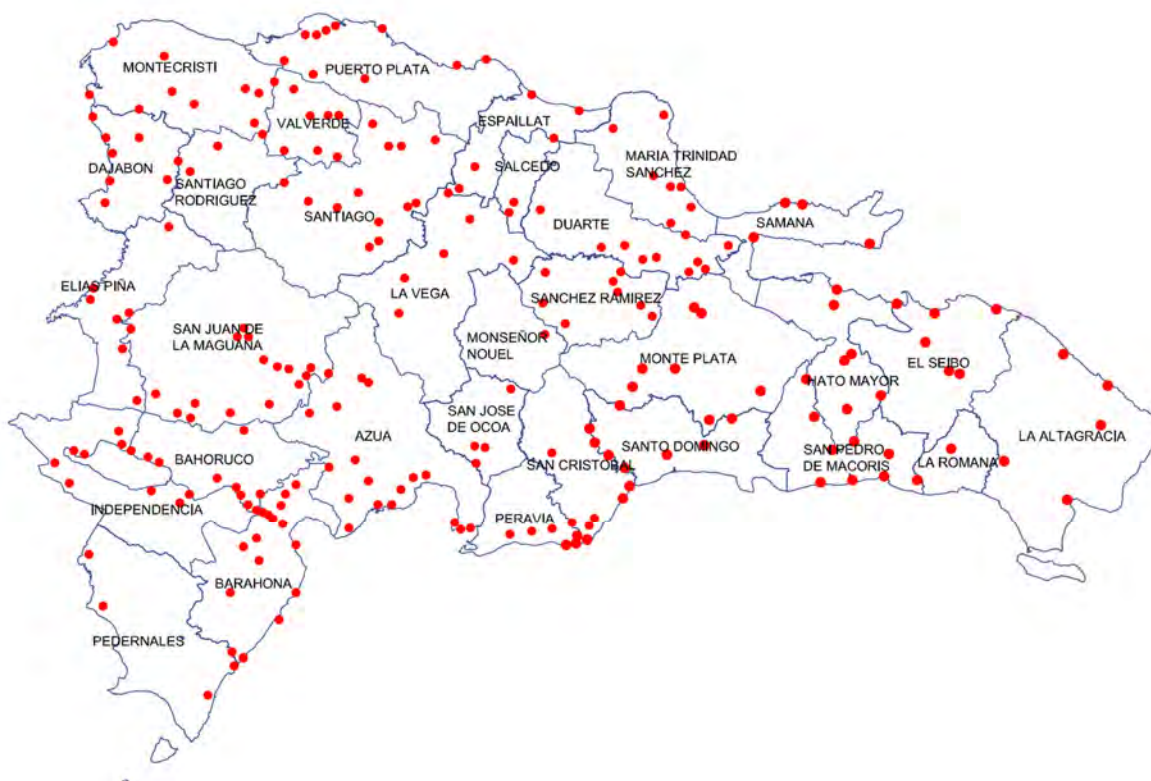 MONTECRISTI
PUERTO PLATA
VALVERDE
ESPAILLAT
DAJABON
SALCEDO
MARIA TRINIDAD
SANCHEZ
SANTIAGO
RODRIGUEZ
SANTIAGO
DUARTE
SAMANA
ELIAS PIÑA
LA VEGA
SANCHEZ RAMIREZ
SAN JUAN DE
LA MAGUANA
MONSEÑOR
NOUEL
MONTE PLATA
EL SEIBO
HATO MAYOR
SAN JOSE
DE OCOA
AZUA
LA ALTAGRACIA
SANTO DOMINGO
SAN PEDRO
DE MACORIS
LA ROMANA
BAHORUCO
SAN CRISTOBAL
INDEPENDENCIA
PERAVIA
BARAHONA
PEDERNALES